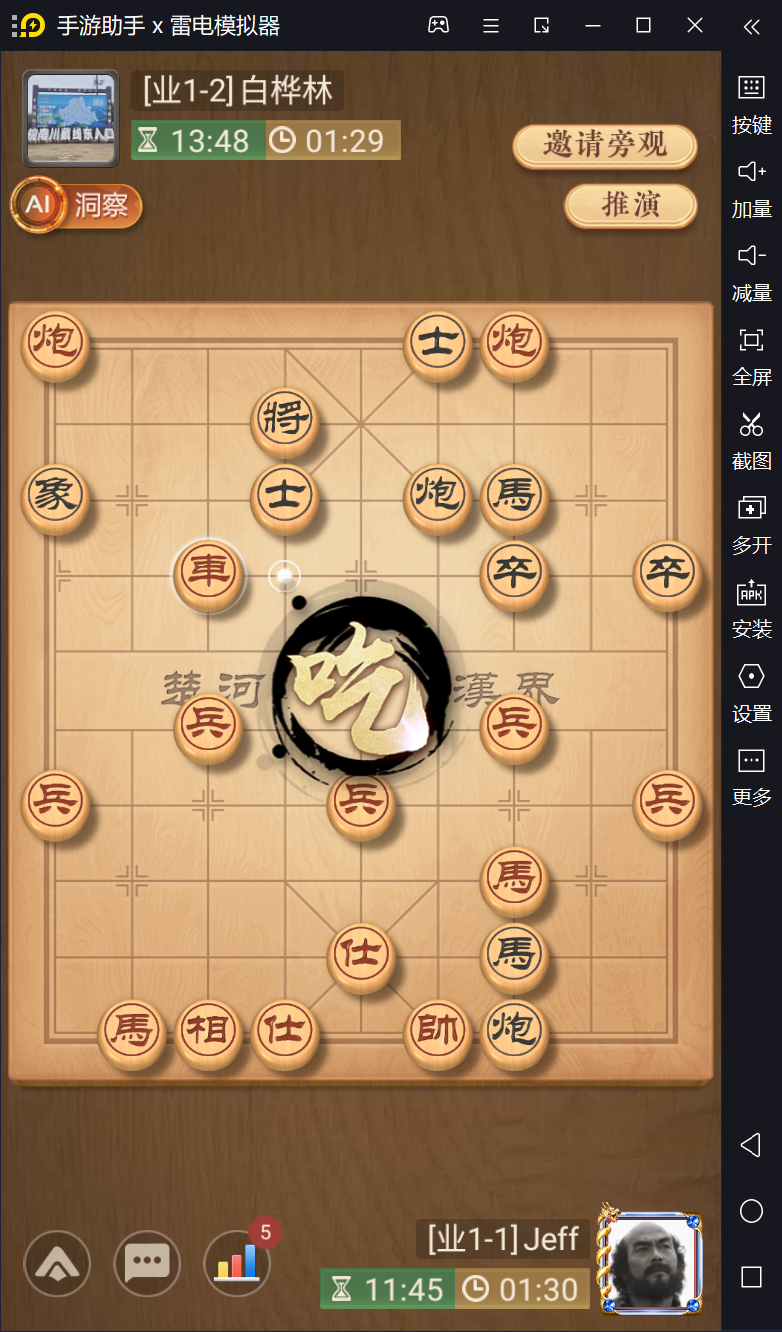 手游助手 x 雷电模拟器
[业1-2] 白桦林
13:48 01:29
邀请旁观
AI 洞察
推演
按键
加量
减量
全屏
截图
多开
APK
安装
设置
更多
炮 士 炮
將
象 士 炮 馬
車 卒 卒
楚河 漢界
吃
兵 兵
兵 兵 兵
馬
仕 馬
馬 相 仕 帥 炮
5
[业1-1] Jeff
11:45 01:30